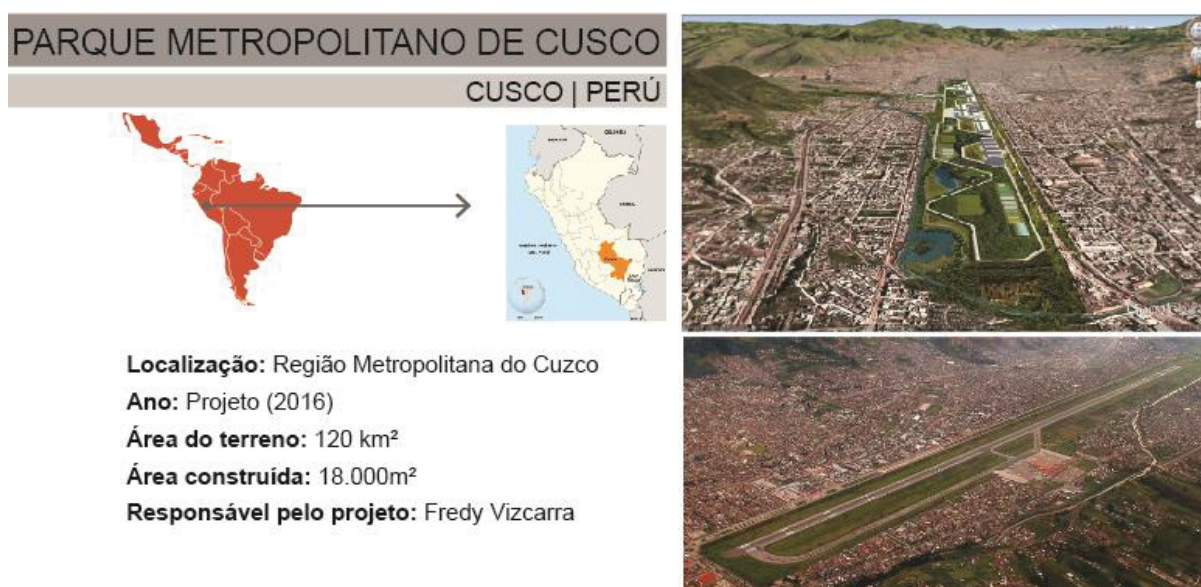 PARQUE METROPOLITANO DE CUSCO
CUSCO | PERÚ
Localização: Região Metropolitana do Cuzco
Ano: Projeto (2016)
Área do terreno: 120 km²
Área construída: 18.000m²
Responsável pelo projeto: Fredy Vizcarra